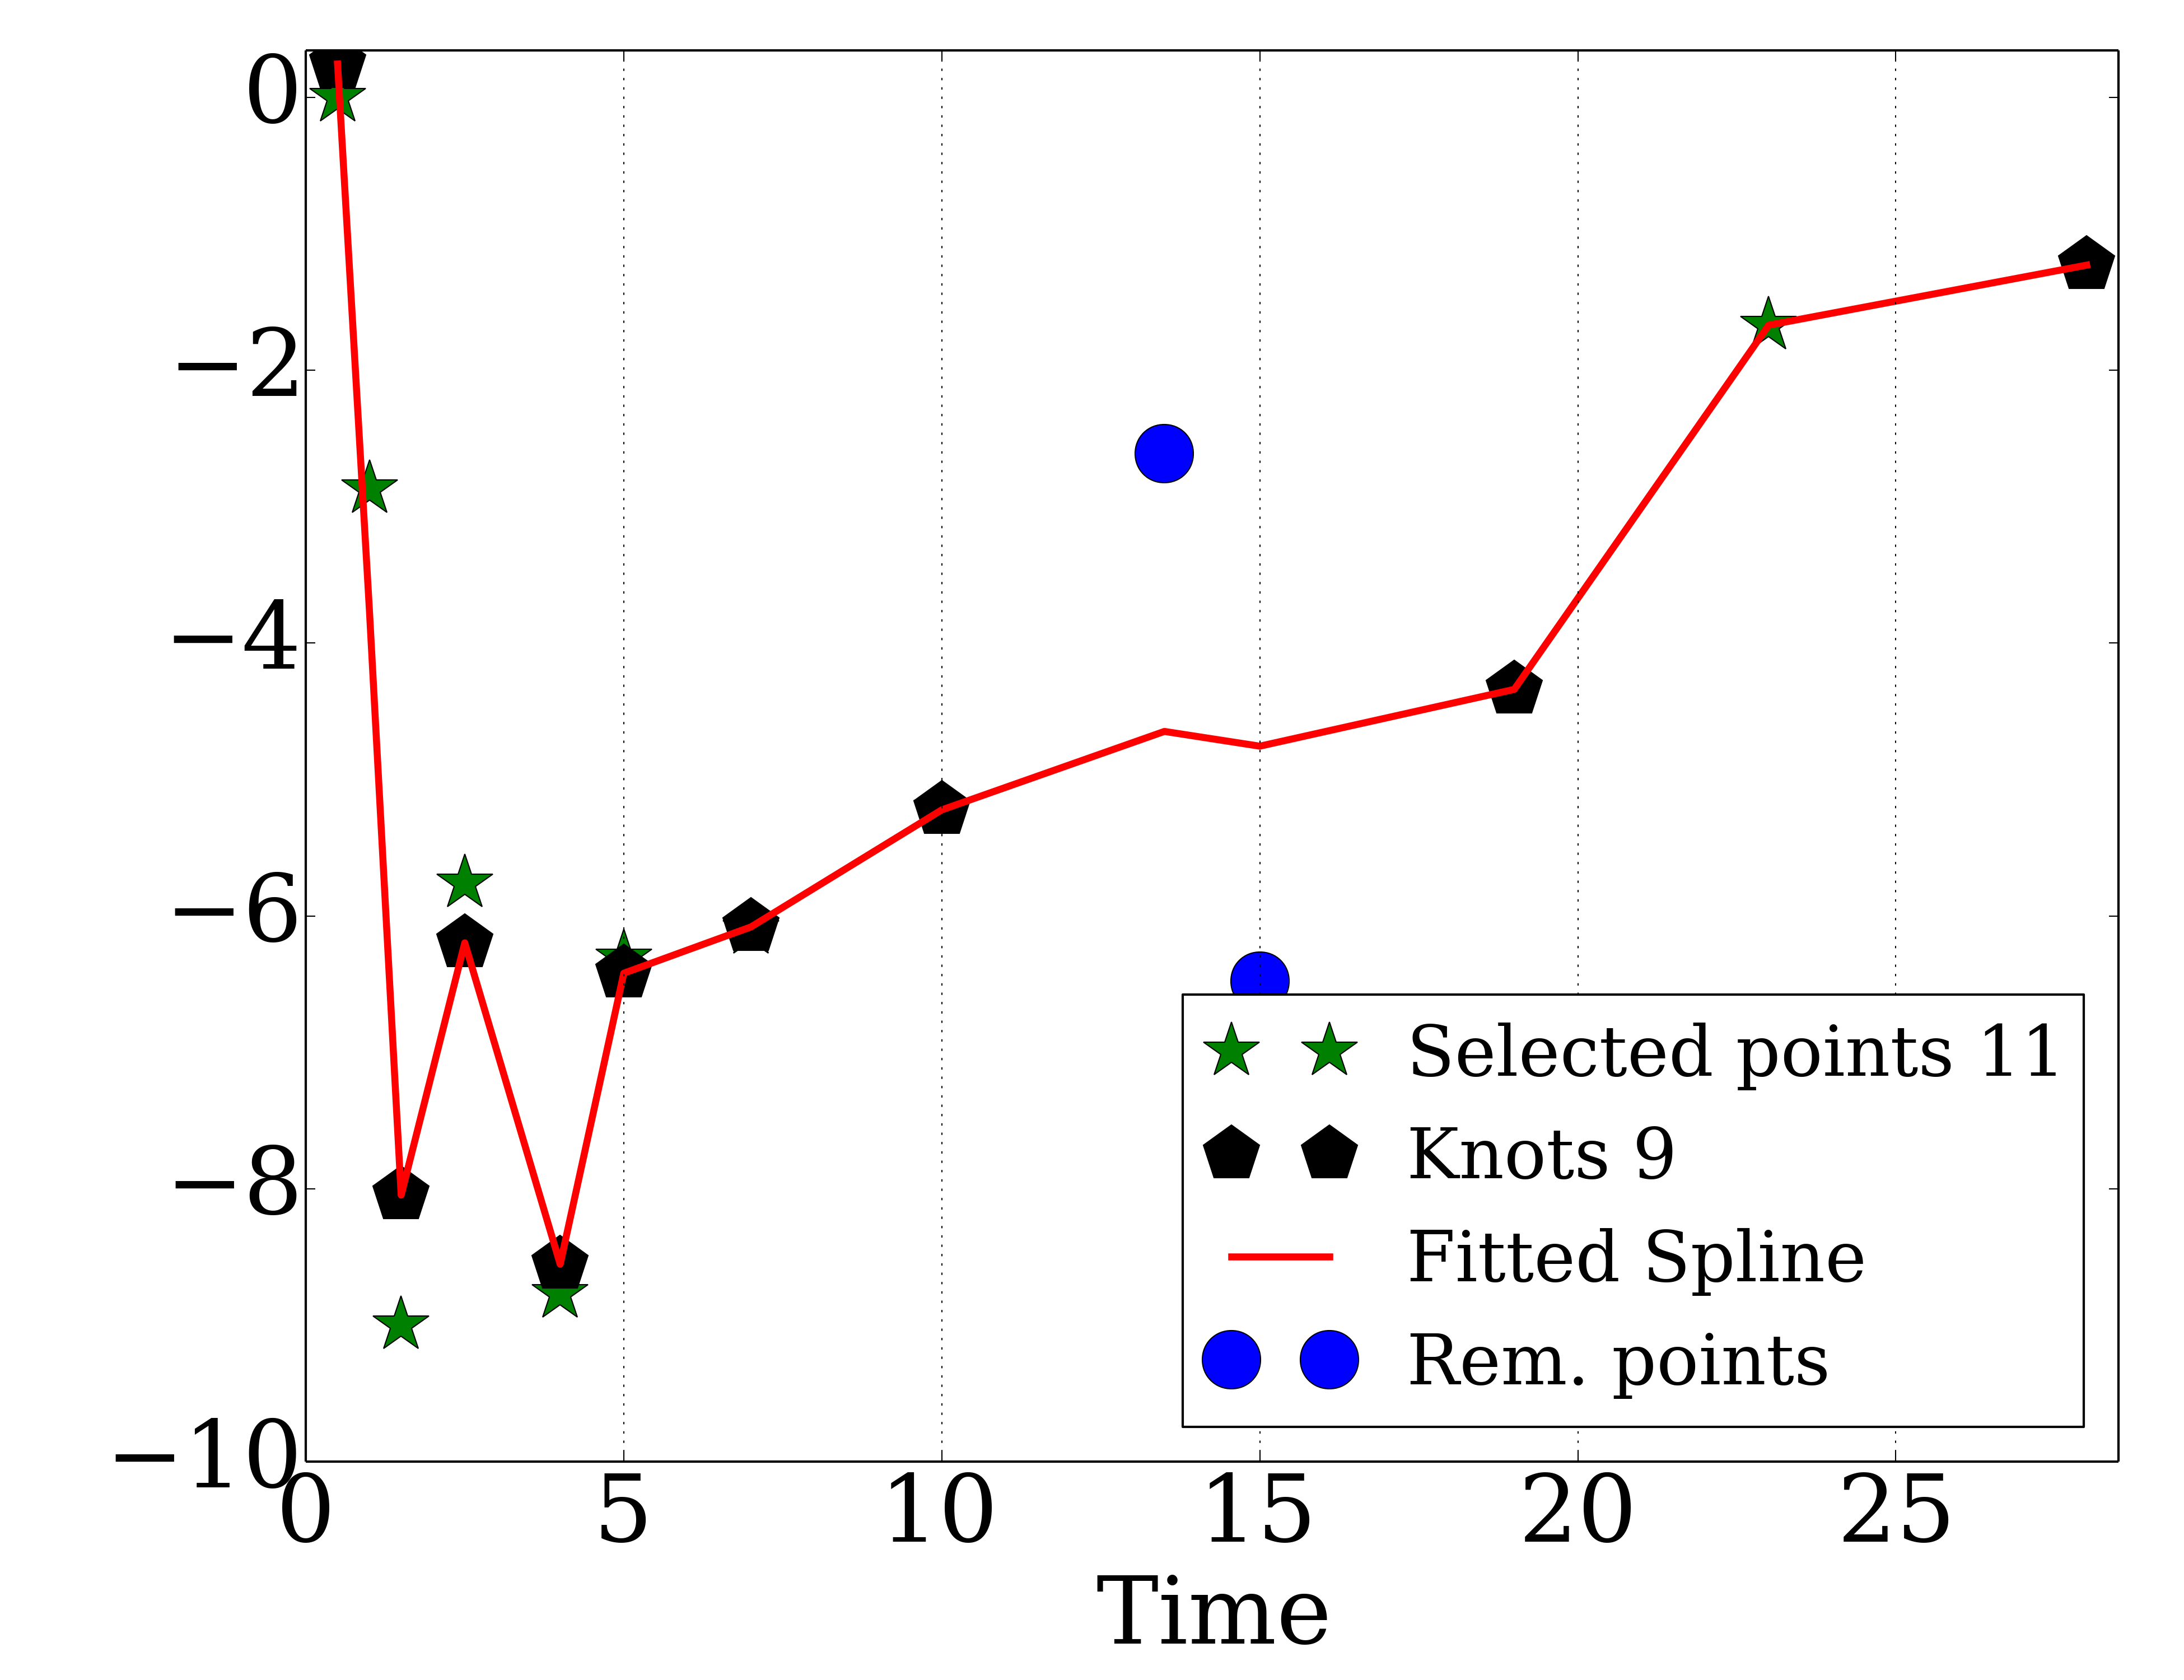 0
−2
−4
−6
−8
−10
0 5 10 15 20 25
Time
Selected points 11
Knots 9
Fitted Spline
Rem. points